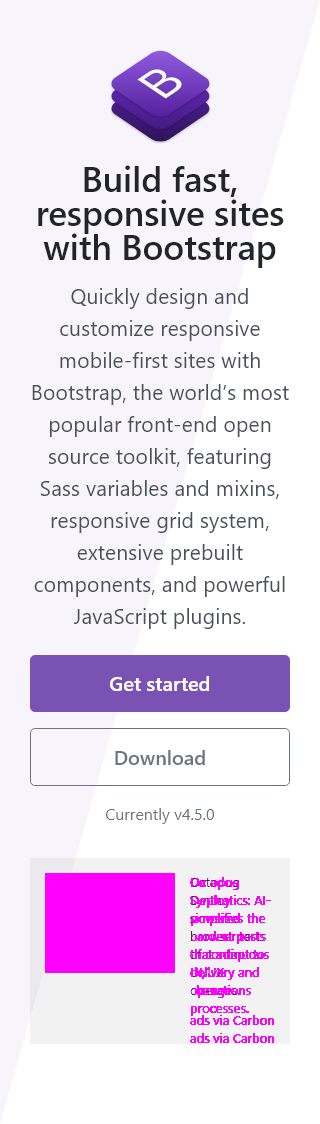 B
Build fast,
responsive sites
with Bootstrap
Quickly design and
customize responsive
mobile-first sites with
Bootstrap, the world's most
popular front-end open
source toolkit, featuring
Sass variables and mixins,
responsive grid system,
extensive prebuilt
components, and powerful
JavaScript plugins.
Get started
Download
Currently v4.5.0
ads via Carbon
ads via Carbon